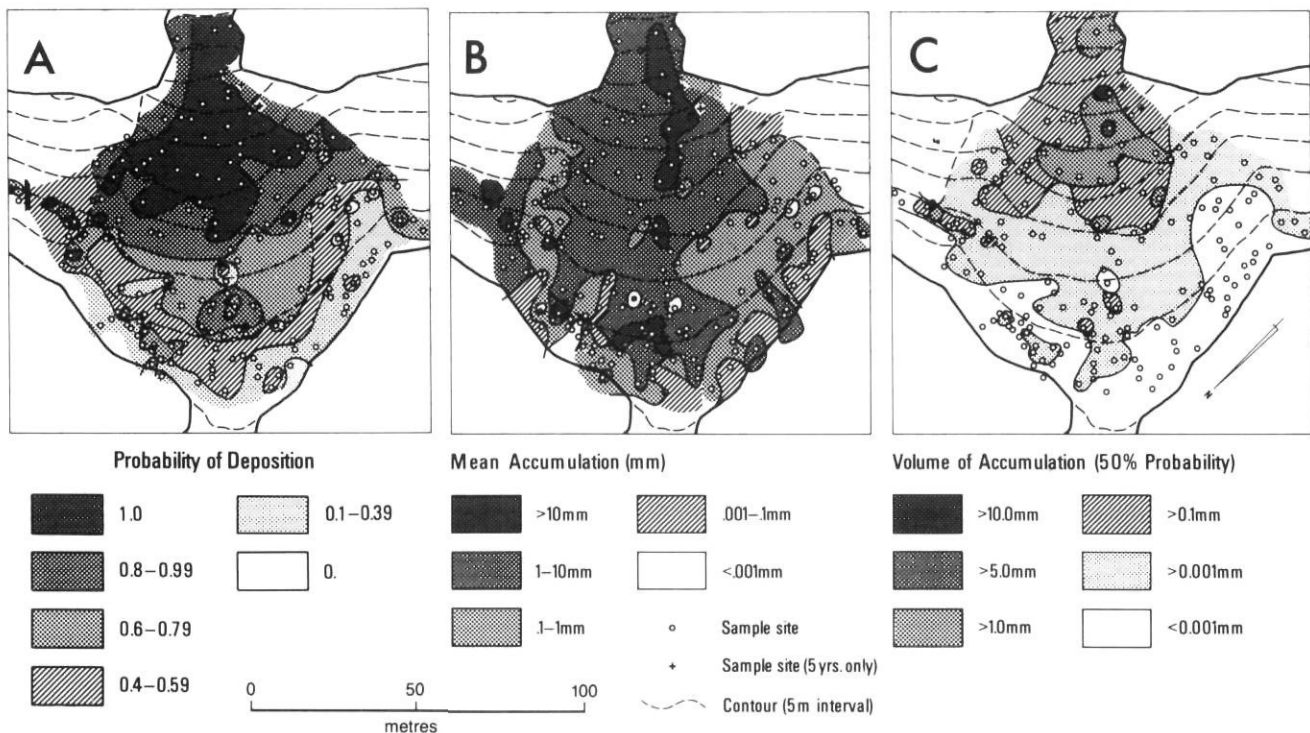 A
B
C
Probability of Deposition
1.0
0.8–0.99
0.6–0.79
0.4–0.59
0.1–0.39
0.
0 50 100
metres
Mean Accumulation (mm)
>10mm
1–10mm
.1–1mm
.001–.1mm
<.001mm
Sample site
Sample site (5 yrs. only)
Contour (5m interval)
Volume of Accumulation (50% Probability)
>10.0mm
>5.0mm
>1.0mm
>0.1mm
>0.001mm
<0.001mm